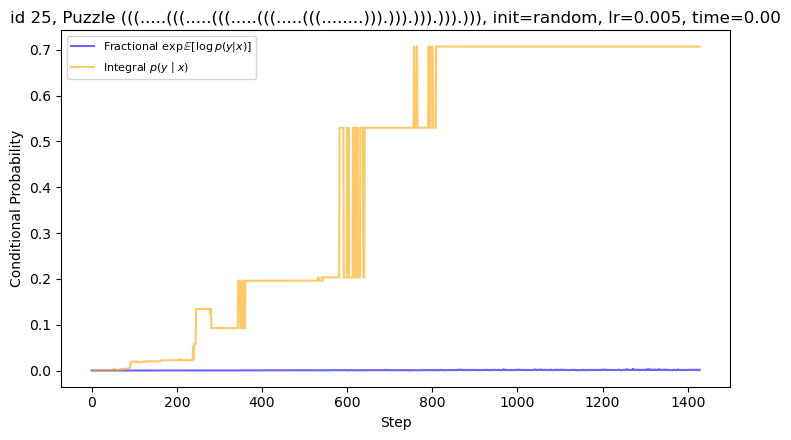 id 25, Puzzle (((.....(((.....(((.....(((.....(((........))).))).))).))).))), init=random, lr=0.005, time=0.00
Fractional exp𝔼[log p(y|x)]
Integral p(y | x)
Conditional Probability
0.7
0.6
0.5
0.4
0.3
0.2
0.1
0.0
0 200 400 600 800 1000 1200 1400
Step